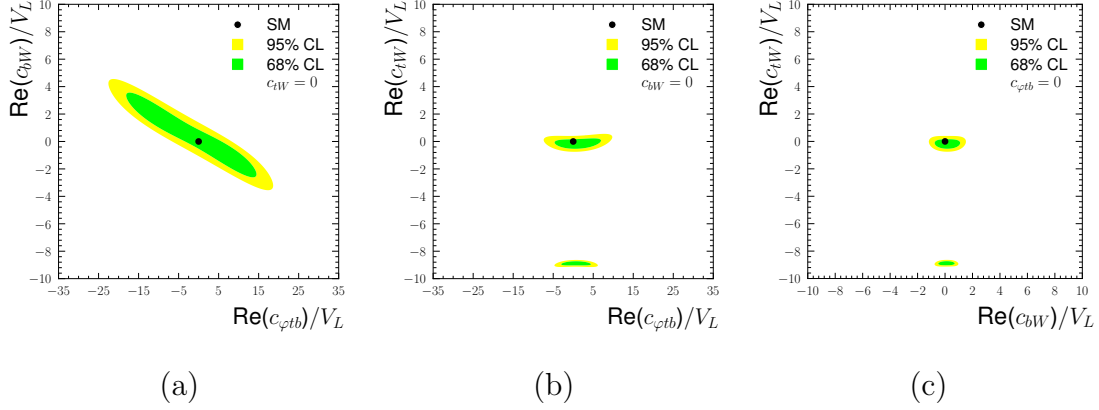 Re(c_{bW})/V_L
10
8
6
4
2
0
−2
−4
−6
−8
−10
SM
95% CL
68% CL
c_{tW} = 0
−35 −25 −15 −5 5 15 25 35
Re(c_{φtb})/V_L
(a)
Re(c_{tW})/V_L
10
8
6
4
2
0
−2
−4
−6
−8
−10
SM
95% CL
68% CL
c_{bW} = 0
−35 −25 −15 −5 5 15 25 35
Re(c_{φtb})/V_L
(b)
Re(c_{tW})/V_L
10
8
6
4
2
0
−2
−4
−6
−8
−10
SM
95% CL
68% CL
c_{φtb} = 0
−10 −8 −6 −4 −2 0 2 4 6 8 10
Re(c_{bW})/V_L
(c)